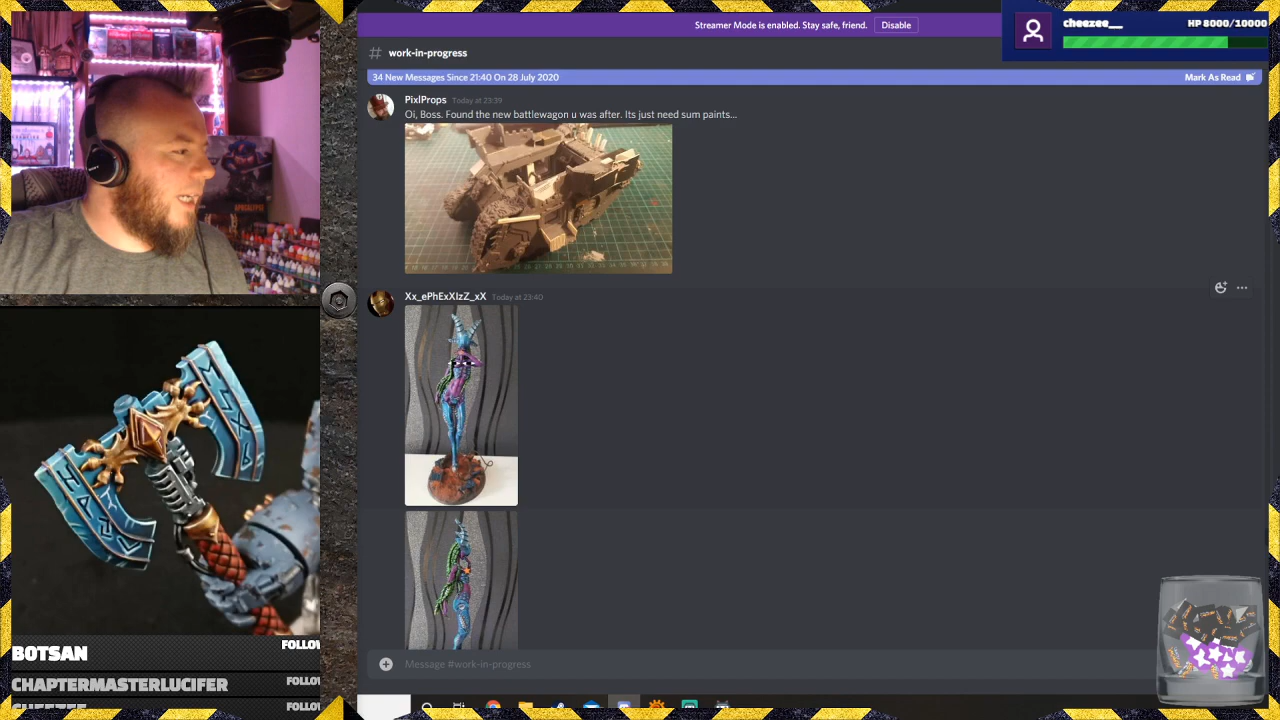 Streamer Mode is enabled. Stay safe, friend. Disable
cheezee__ HP 8000/10000
# work-in-progress
34 New Messages Since 21:40 On 28 July 2020 Mark As Read
PixlProps Today at 23:39
Oi, Boss. Found the new battlewagon u was after. Its just need sum paints...
Xx_ePhExXIzZ_xX Today at 23:40
APOCALYPSE
BOTSAN FOLLOW
CHAPTERMASTERLUCIFER FOLLOW
CHEEZEE FOLLOW
Message #work-in-progress